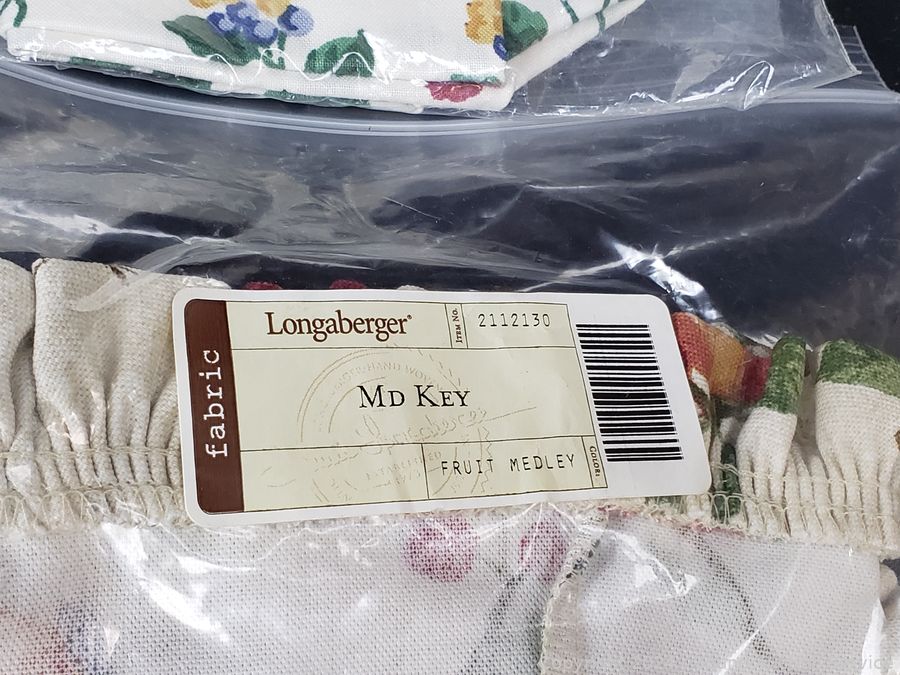 fabric
Longaberger®
ITEM NO.
2112130
MD KEY
FRUIT MEDLEY
COLOR: